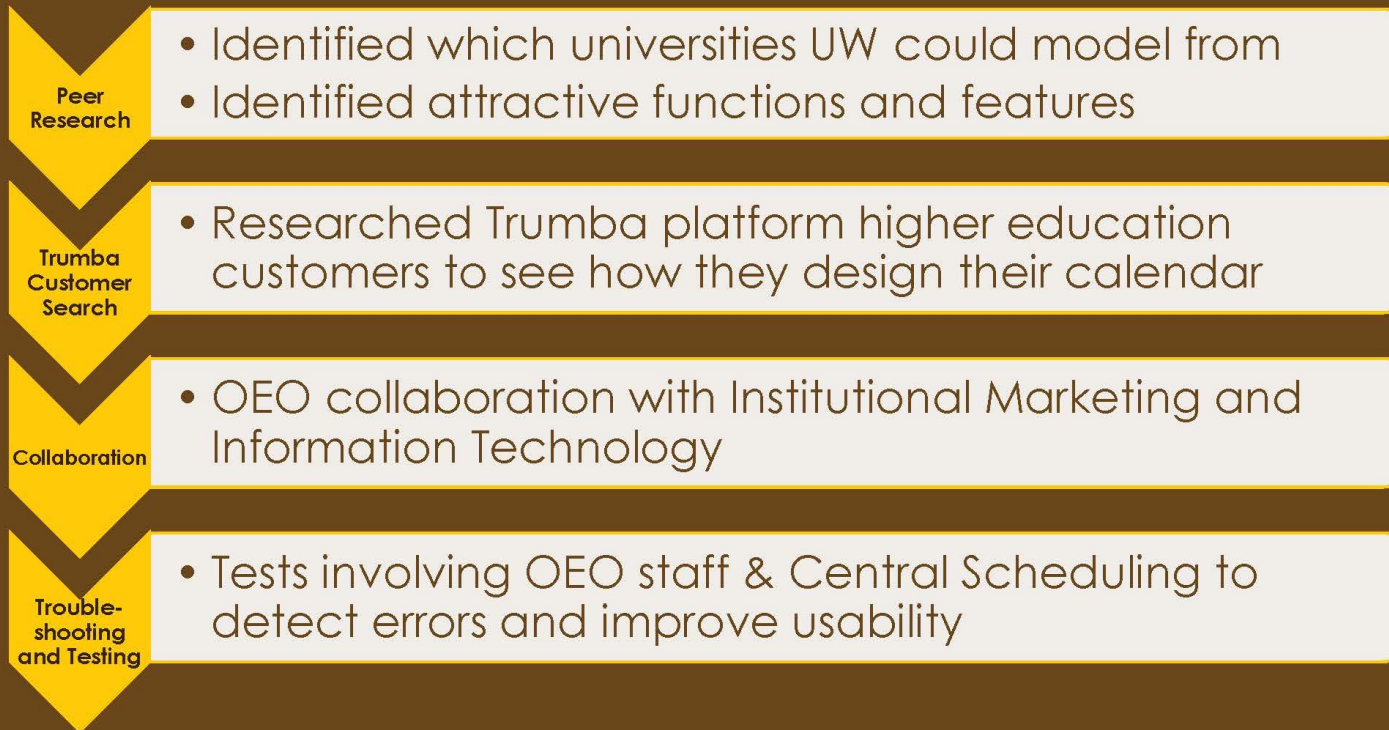 Peer
Research
• Identified which universities UW could model from
• Identified attractive functions and features
Trumba
Customer
Search
• Researched Trumba platform higher education
customers to see how they design their calendar
Collaboration
• OEO collaboration with Institutional Marketing and
Information Technology
Trouble-
shooting
and Testing
• Tests involving OEO staff & Central Scheduling to
detect errors and improve usability